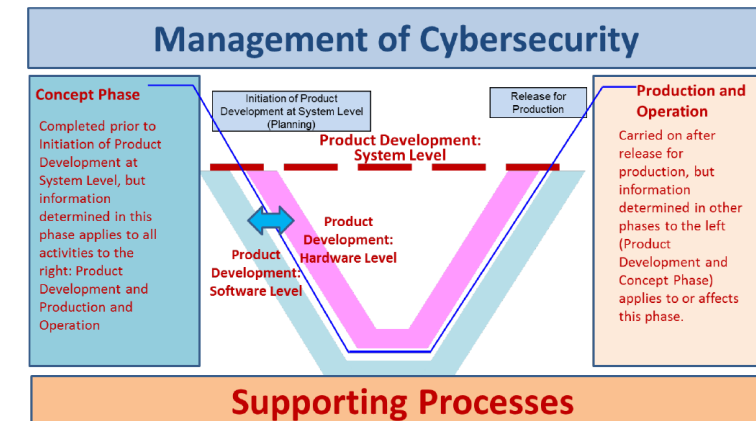 Management of Cybersecurity
Concept Phase
Completed prior to
Initiation of Product
Development at
System Level, but
information
determined in this
phase applies to all
activities to the
right: Product
Development and
Production and
Operation
Initiation of Product
Development at System Level
(Planning)
Release for
Production
Product Development:
System Level
Product
Development:
Hardware Level
Product
Development:
Software Level
Production and
Operation
Carried on after
release for
production, but
information
determined in other
phases to the left
(Product
Development and
Concept Phase)
applies to or affects
this phase.
Supporting Processes